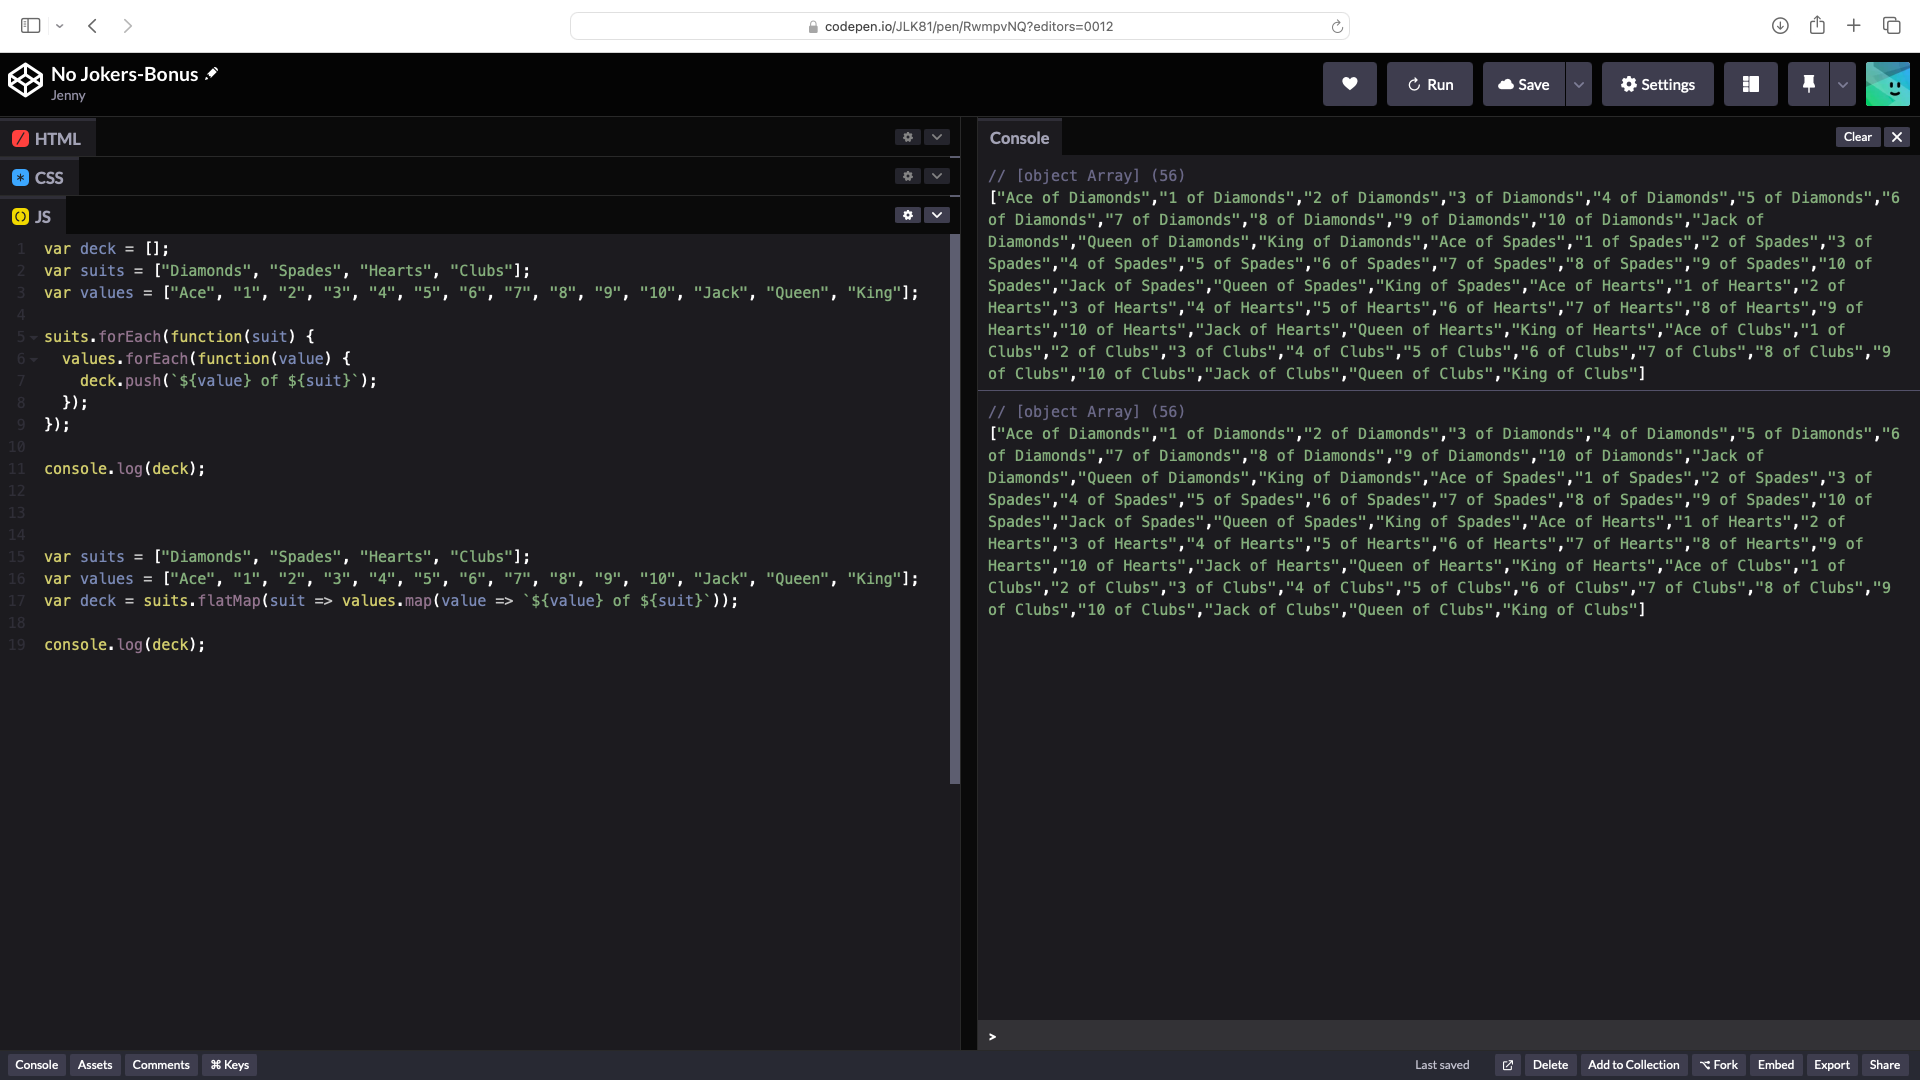 codepen.io/JLK81/pen/RwmpvNQ?editors=0012
No Jokers-Bonus
Jenny
Run
Save
Settings
HTML
CSS
JS
1 var deck = [];
2 var suits = ["Diamonds", "Spades", "Hearts", "Clubs"];
3 var values = ["Ace", "1", "2", "3", "4", "5", "6", "7", "8", "9", "10", "Jack", "Queen", "King"];
4
5 suits.forEach(function(suit) {
6 values.forEach(function(value) {
7 deck.push(`${value} of ${suit}`);
8 });
9 });
10
11 console.log(deck);
12
13
14
15 var suits = ["Diamonds", "Spades", "Hearts", "Clubs"];
16 var values = ["Ace", "1", "2", "3", "4", "5", "6", "7", "8", "9", "10", "Jack", "Queen", "King"];
17 var deck = suits.flatMap(suit => values.map(value => `${value} of ${suit}`));
18
19 console.log(deck);
Console
Clear
// [object Array] (56)
["Ace of Diamonds","1 of Diamonds","2 of Diamonds","3 of Diamonds","4 of Diamonds","5 of Diamonds","6
of Diamonds","7 of Diamonds","8 of Diamonds","9 of Diamonds","10 of Diamonds","Jack of
Diamonds","Queen of Diamonds","King of Diamonds","Ace of Spades","1 of Spades","2 of Spades","3 of
Spades","4 of Spades","5 of Spades","6 of Spades","7 of Spades","8 of Spades","9 of Spades","10 of
Spades","Jack of Spades","Queen of Spades","King of Spades","Ace of Hearts","1 of Hearts","2 of
Hearts","3 of Hearts","4 of Hearts","5 of Hearts","6 of Hearts","7 of Hearts","8 of Hearts","9 of
Hearts","10 of Hearts","Jack of Hearts","Queen of Hearts","King of Hearts","Ace of Clubs","1 of
Clubs","2 of Clubs","3 of Clubs","4 of Clubs","5 of Clubs","6 of Clubs","7 of Clubs","8 of Clubs","9
of Clubs","10 of Clubs","Jack of Clubs","Queen of Clubs","King of Clubs"]
// [object Array] (56)
["Ace of Diamonds","1 of Diamonds","2 of Diamonds","3 of Diamonds","4 of Diamonds","5 of Diamonds","6
of Diamonds","7 of Diamonds","8 of Diamonds","9 of Diamonds","10 of Diamonds","Jack of
Diamonds","Queen of Diamonds","King of Diamonds","Ace of Spades","1 of Spades","2 of Spades","3 of
Spades","4 of Spades","5 of Spades","6 of Spades","7 of Spades","8 of Spades","9 of Spades","10 of
Spades","Jack of Spades","Queen of Spades","King of Spades","Ace of Hearts","1 of Hearts","2 of
Hearts","3 of Hearts","4 of Hearts","5 of Hearts","6 of Hearts","7 of Hearts","8 of Hearts","9 of
Hearts","10 of Hearts","Jack of Hearts","Queen of Hearts","King of Hearts","Ace of Clubs","1 of
Clubs","2 of Clubs","3 of Clubs","4 of Clubs","5 of Clubs","6 of Clubs","7 of Clubs","8 of Clubs","9
of Clubs","10 of Clubs","Jack of Clubs","Queen of Clubs","King of Clubs"]
>
Console
Assets
Comments
⌘ Keys
Last saved
Delete
Add to Collection
Fork
Embed
Export
Share